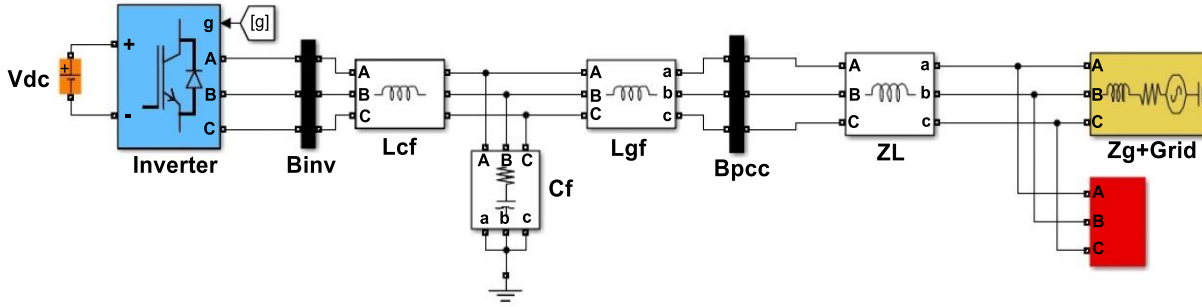 g
[g]
Vdc
+
+
-
A
B
C
Inverter
Binv
A
B
C
Lcf
A B C
a b c
Cf
A
B
C
a
b
c
Lgf
Bpcc
A
B
C
a
b
c
ZL
A
B
C
Zg+Grid
A
B
C